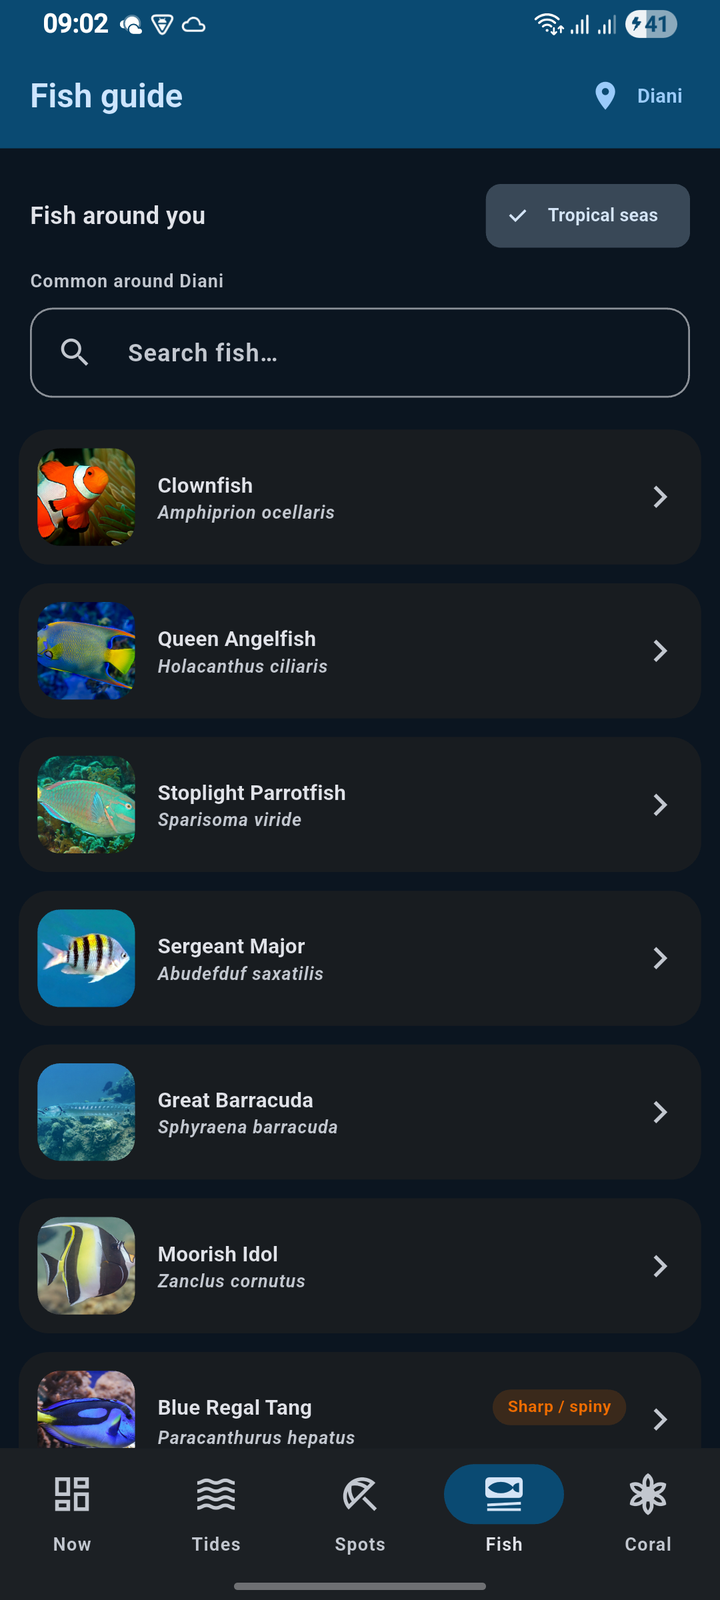 09:02
41
Fish guide
Diani
Fish around you
Tropical seas
Common around Diani
Search fish...
Clownfish
Amphiprion ocellaris
Queen Angelfish
Holacanthus ciliaris
Stoplight Parrotfish
Sparisoma viride
Sergeant Major
Abudefduf saxatilis
Great Barracuda
Sphyraena barracuda
Moorish Idol
Zanclus cornutus
Blue Regal Tang
Sharp / spiny
Paracanthurus hepatus
Now
Tides
Spots
Fish
Coral